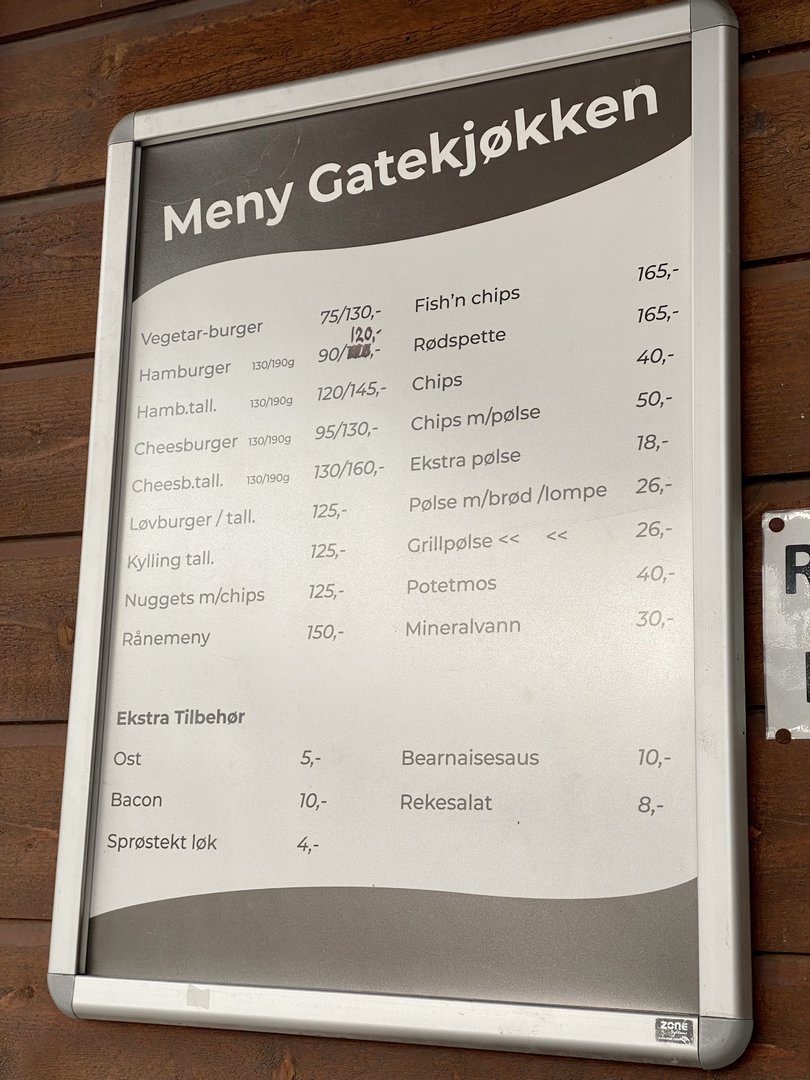 Meny Gatekjøkken
Vegetar-burger 75/130,-
120,-
Hamburger 130/190g 90/ ,-
Hamb.tall. 130/190g 120/145,-
Cheesburger 130/190g 95/130,-
Cheesb.tall. 130/190g 130/160,-
Løvburger / tall. 125,-
Kylling tall. 125,-
Nuggets m/chips 125,-
Rånemeny 150,-
Fish'n chips 165,-
Rødspette 165,-
Chips 40,-
Chips m/pølse 50,-
Ekstra pølse 18,-
Pølse m/brød /lompe 26,-
Grillpølse << << 26,-
Potetmos 40,-
Mineralvann 30,-
Ekstra Tilbehør
Ost 5,-
Bacon 10,-
Sprøstekt løk 4,-
Bearnaisesaus 10,-
Rekesalat 8,-
zone
R